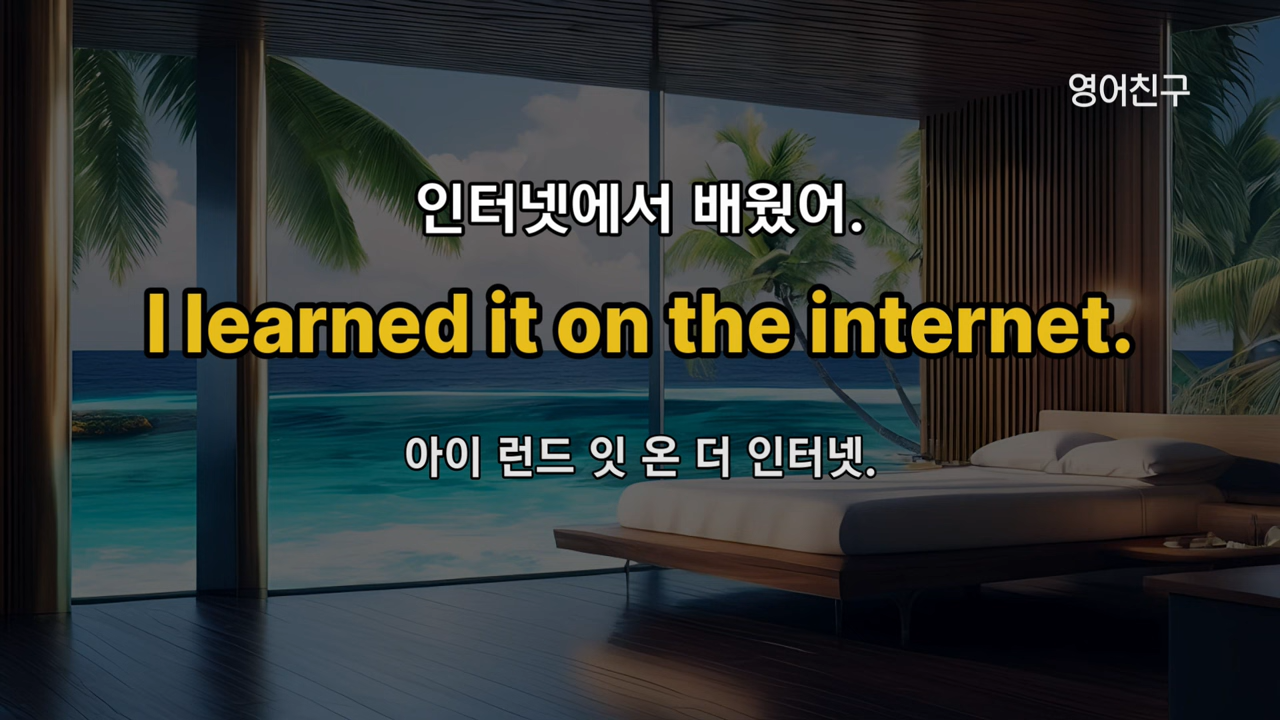 영어친구
인터넷에서 배웠어.
I learned it on the internet.
아이 런드 잇 온 더 인터넷.